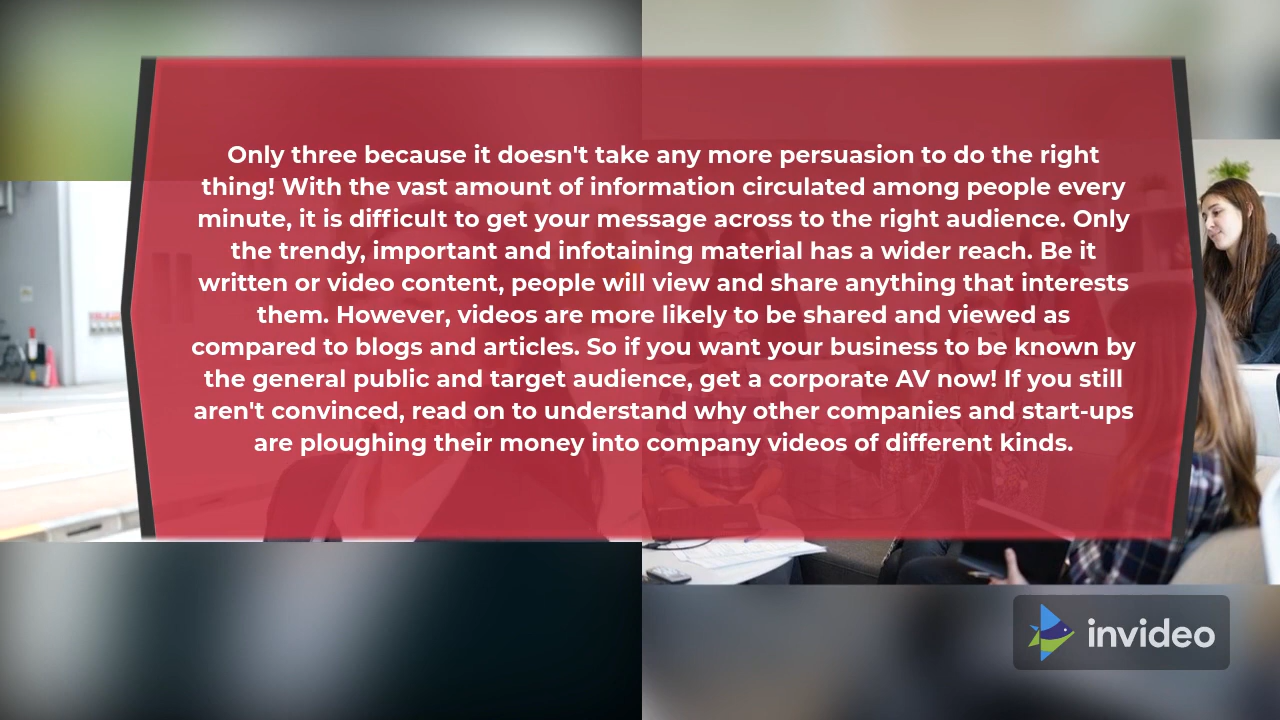 Only three because it doesn't take any more persuasion to do the right
thing! With the vast amount of information circulated among people every
minute, it is difficult to get your message across to the right audience. Only
the trendy, important and infotaining material has a wider reach. Be it
written or video content, people will view and share anything that interests
them. However, videos are more likely to be shared and viewed as
compared to blogs and articles. So if you want your business to be known by
the general public and target audience, get a corporate AV now! If you still
aren't convinced, read on to understand why other companies and start-ups
are ploughing their money into company videos of different kinds.
invideo